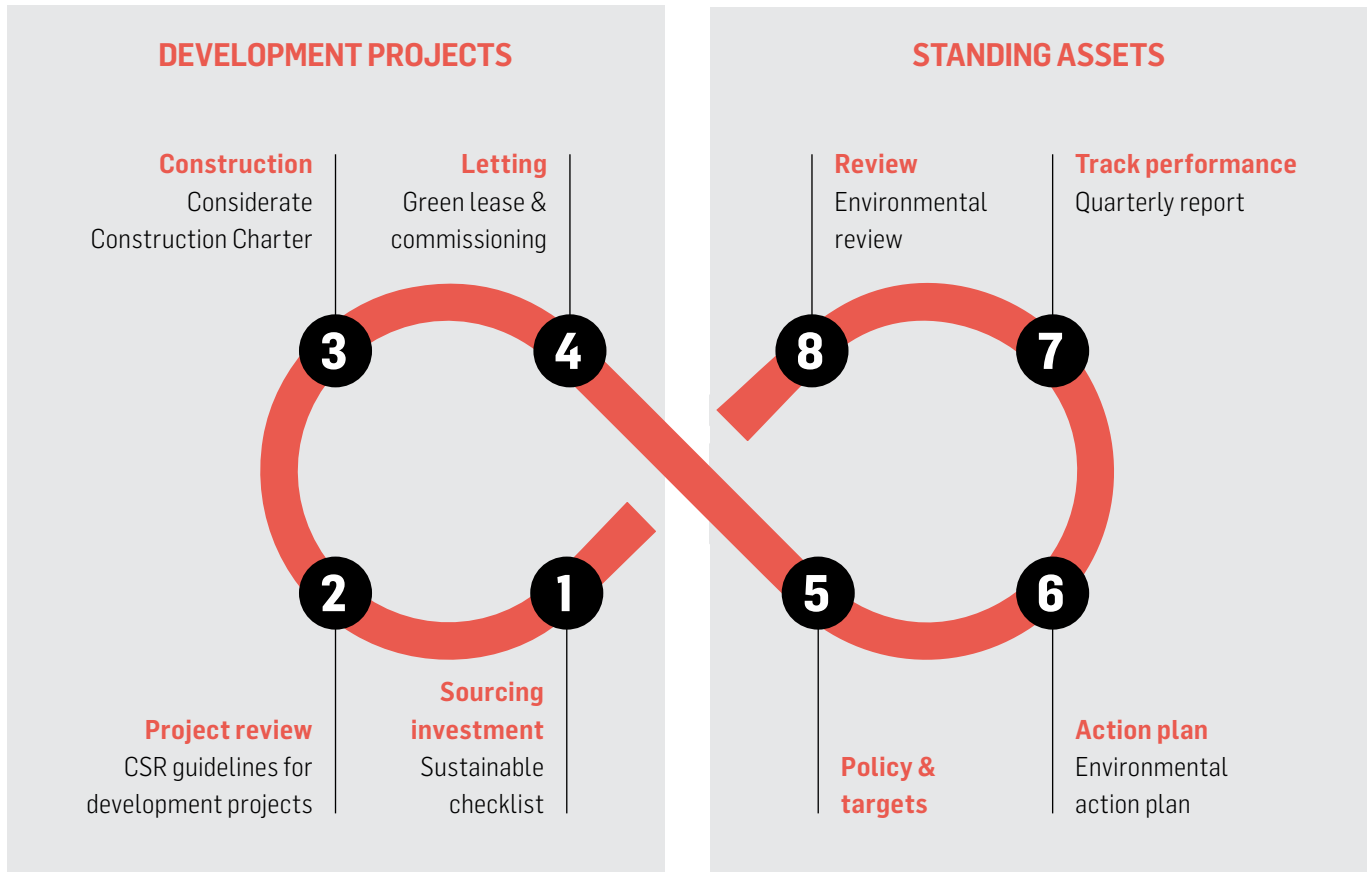 DEVELOPMENT PROJECTS
Construction
Considerate
Construction Charter
Letting
Green lease &
commissioning
3
4
2
1
Project review
CSR guidelines for
development projects
Sourcing
investment
Sustainable
checklist
STANDING ASSETS
Review
Environmental
review
Track performance
Quarterly report
8
7
5
6
Policy &
targets
Action plan
Environmental
action plan